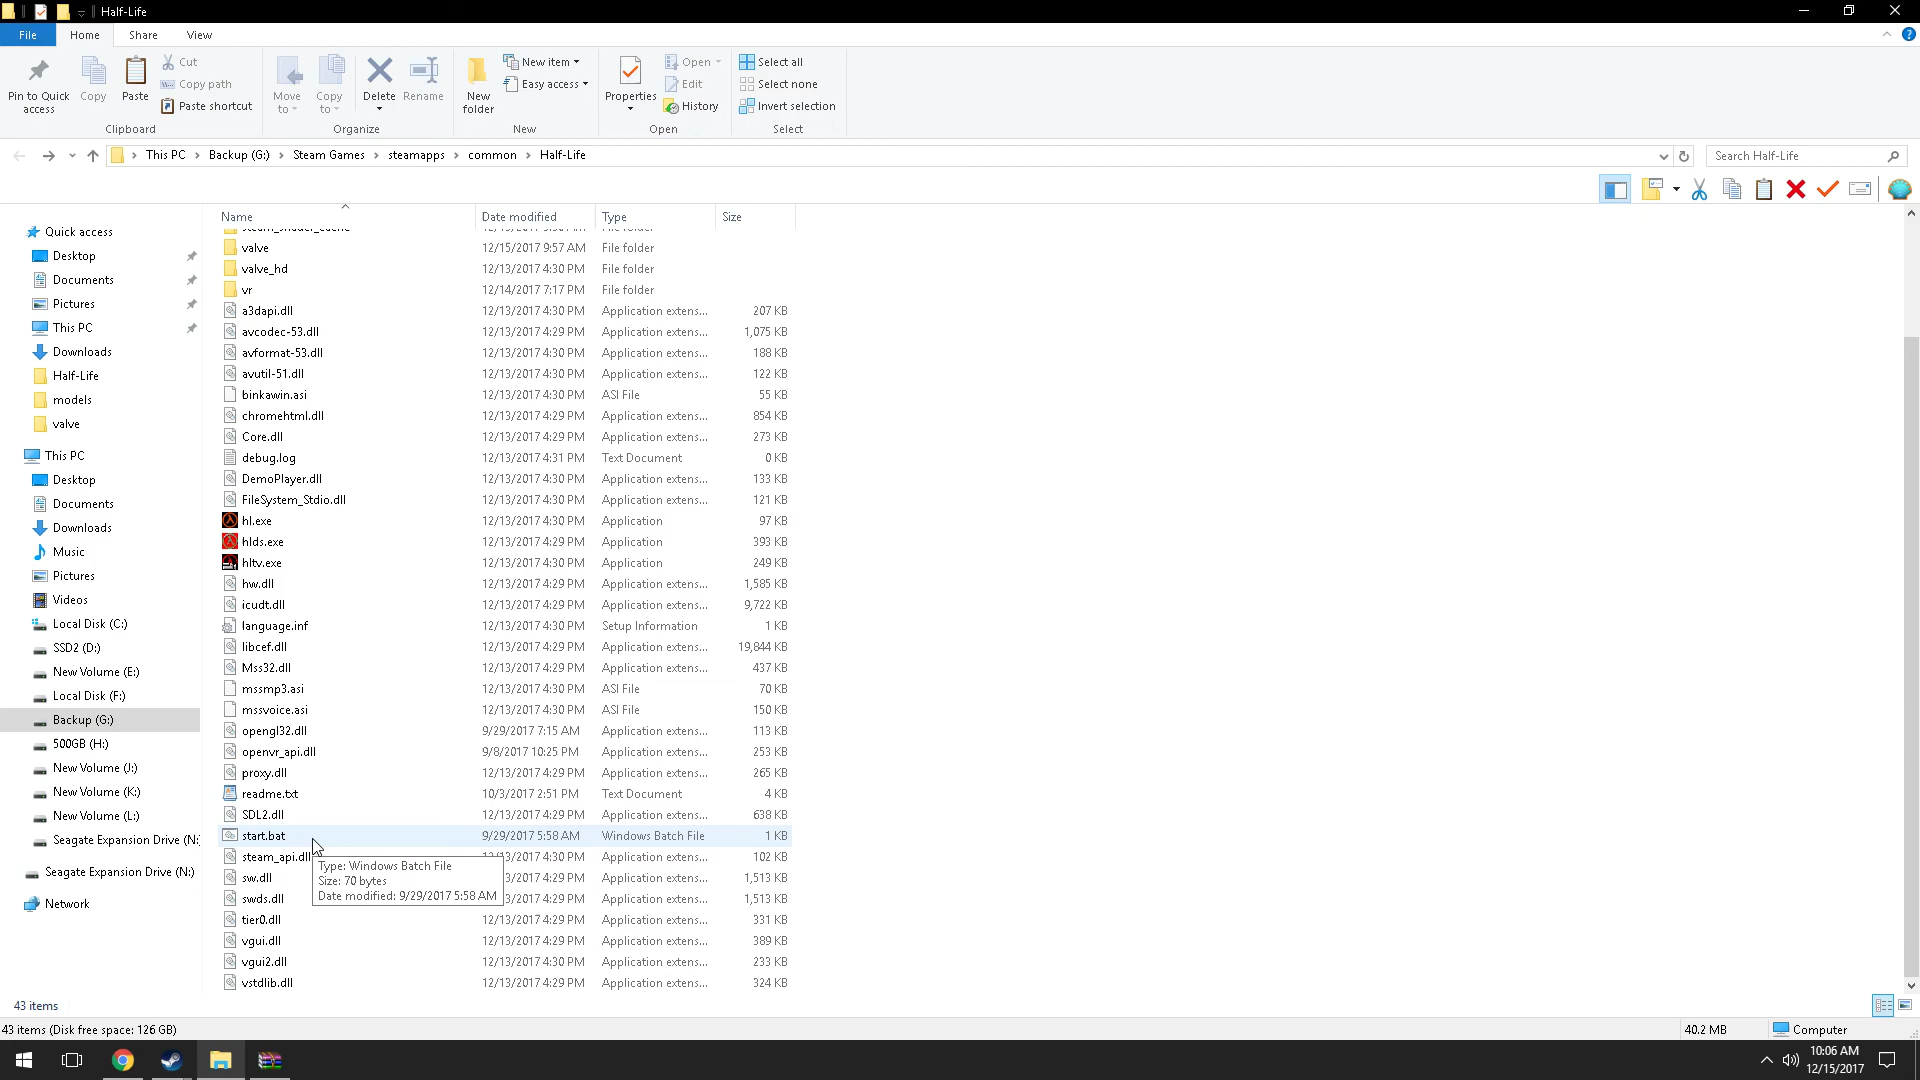 Half-Life
File Home Share View
Pin to Quick access
Copy
Paste
Cut
Copy path
Paste shortcut
Clipboard
Move to
Copy to
Delete
Rename
Organize
New folder
New item
Easy access
New
Properties
Open
Edit
History
Open
Select all
Select none
Invert selection
Select
This PC > Backup (G:) > Steam Games > steamapps > common > Half-Life
Search Half-Life
Quick access
Desktop
Documents
Pictures
This PC
Downloads
Half-Life
models
valve
This PC
Desktop
Documents
Downloads
Music
Pictures
Videos
Local Disk (C:)
SSD2 (D:)
New Volume (E:)
Local Disk (F:)
Backup (G:)
500GB (H:)
New Volume (J:)
New Volume (K:)
New Volume (L:)
Seagate Expansion Drive (N:
Seagate Expansion Drive (N:)
Network
Name Date modified Type Size
valve 12/15/2017 9:57 AM File folder
valve_hd 12/13/2017 4:30 PM File folder
vr 12/14/2017 7:17 PM File folder
a3dapi.dll 12/13/2017 4:30 PM Application extens... 207 KB
avcodec-53.dll 12/13/2017 4:29 PM Application extens... 1,075 KB
avformat-53.dll 12/13/2017 4:30 PM Application extens... 188 KB
avutil-51.dll 12/13/2017 4:30 PM Application extens... 122 KB
binkawin.asi 12/13/2017 4:30 PM ASI File 55 KB
chromehtml.dll 12/13/2017 4:29 PM Application extens... 854 KB
Core.dll 12/13/2017 4:29 PM Application extens... 273 KB
debug.log 12/13/2017 4:31 PM Text Document 0 KB
DemoPlayer.dll 12/13/2017 4:30 PM Application extens... 133 KB
FileSystem_Stdio.dll 12/13/2017 4:30 PM Application extens... 121 KB
hl.exe 12/13/2017 4:30 PM Application 97 KB
hlds.exe 12/13/2017 4:29 PM Application 393 KB
hltv.exe 12/13/2017 4:30 PM Application 249 KB
hw.dll 12/13/2017 4:29 PM Application extens... 1,585 KB
icudt.dll 12/13/2017 4:29 PM Application extens... 9,722 KB
language.inf 12/13/2017 4:30 PM Setup Information 1 KB
libcef.dll 12/13/2017 4:29 PM Application extens... 19,844 KB
Mss32.dll 12/13/2017 4:29 PM Application extens... 437 KB
mssmp3.asi 12/13/2017 4:30 PM ASI File 70 KB
mssvoice.asi 12/13/2017 4:30 PM ASI File 150 KB
opengl32.dll 9/29/2017 7:15 AM Application extens... 113 KB
openvr_api.dll 9/8/2017 10:25 PM Application extens... 253 KB
proxy.dll 12/13/2017 4:29 PM Application extens... 265 KB
readme.txt 10/3/2017 2:51 PM Text Document 4 KB
SDL2.dll 12/13/2017 4:29 PM Application extens... 638 KB
start.bat 9/29/2017 5:58 AM Windows Batch File 1 KB
steam_api.dll 4:30 PM Application extens... 102 KB
sw.dll 3/2017 4:29 PM Application extens... 1,513 KB
swds.dll 3/2017 4:29 PM Application extens... 1,513 KB
tier0.dll 12/13/2017 4:29 PM Application extens... 331 KB
vgui.dll 12/13/2017 4:29 PM Application extens... 389 KB
vgui2.dll 12/13/2017 4:30 PM Application extens... 233 KB
vstdlib.dll 12/13/2017 4:29 PM Application extens... 324 KB
Type: Windows Batch File
Size: 70 bytes
Date modified: 9/29/2017 5:58 AM
43 items
43 items (Disk free space: 126 GB) 40.2 MB Computer
10:06 AM
12/15/2017